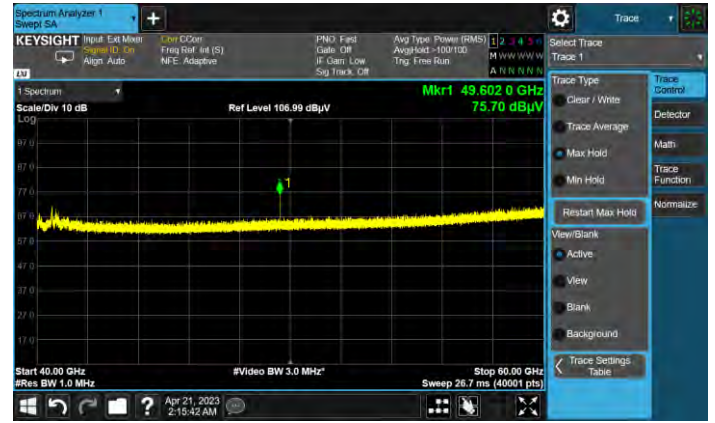 Spectrum Analyzer 1
Swept SA
Trace
KEYSIGHT
Input: Ext Mixer
Signal ID: On
Align: Auto
Corr CCorr
Freq Ref: Int (S)
NFE: Adaptive
PNO: Fast
Gate: Off
IF Gain: Low
Sig Track: Off
Avg Type: Power (RMS)
Avg|Hold >100/100
Trig: Free Run
1 2 3 4 5 6
M W W W W W
A N N N N N
LXI
Select Trace
Trace 1
1 Spectrum
Scale/Div 10 dB
Log
Ref Level 106.99 dBµV
Mkr1 49.602 0 GHz
75.70 dBµV
97.0
87.0
77.0
67.0
57.0
47.0
37.0
27.0
17.0
1
Start 40.00 GHz
#Res BW 1.0 MHz
#Video BW 3.0 MHz*
Stop 60.00 GHz
Sweep 26.7 ms (40001 pts)
Trace Type
Clear / Write
Trace Average
Max Hold
Min Hold
Restart Max Hold
View/Blank
Active
View
Blank
Background
Trace Settings
Table
Trace
Control
Detector
Math
Trace
Function
Normalize
?
Apr 21, 2023
2:15:42 AM